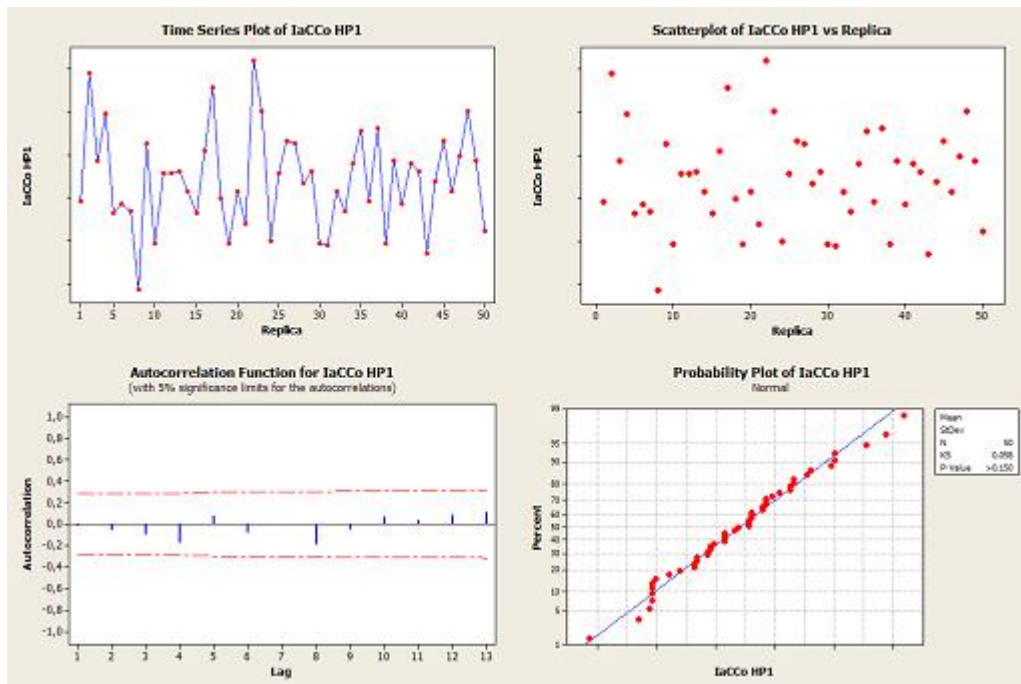 Time Series Plot of IaCCo HP1
IaCCo HP1
1 5 10 15 20 25 30 35 40 45 50
Replica
Scatterplot of IaCCo HP1 vs Replica
IaCCo HP1
0 10 20 30 40 50
Replica
Autocorrelation Function for IaCCo HP1
(with 5% significance limits for the autocorrelations)
Autocorrelation
1,0
0,8
0,6
0,4
0,2
0,0
-0,2
-0,4
-0,6
-0,8
-1,0
1 2 3 4 5 6 7 8 9 10 11 12 13
Lag
Probability Plot of IaCCo HP1
Normal
Percent
99
95
90
80
70
60
50
40
30
20
10
5
1
IaCCo HP1
Mean
StDev
N 50
KS 0,098
P-Value >0,150